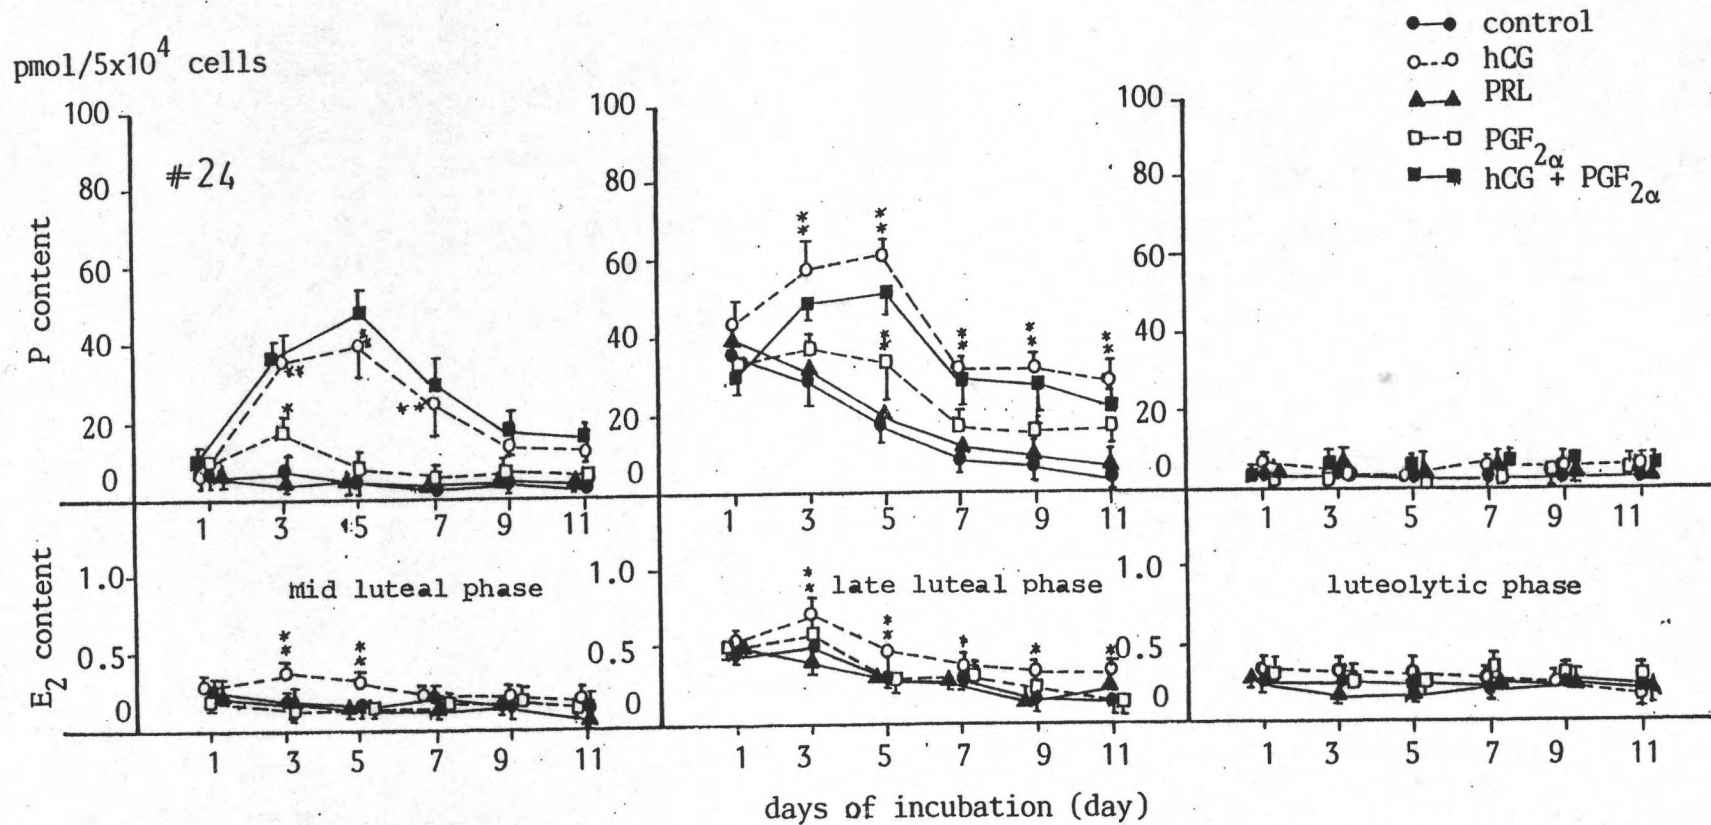 pmol/5x10⁴ cells
#24
P content
100
80
60
40
20
0
1 3 5 7 9 11
100
80
60
40
20
0
1 3 5 7 9 11
100
80
60
40
20
0
1 3 5 7 9 11
control
hCG
PRL
PGF₂α
hCG + PGF₂α
E₂ content
1.0
0.5
0
mid luteal phase
1 3 5 7 9 11
1.0
0.5
0
late luteal phase
1 3 5 7 9 11
1.0
0.5
0
luteolytic phase
1 3 5 7 9 11
days of incubation (day)